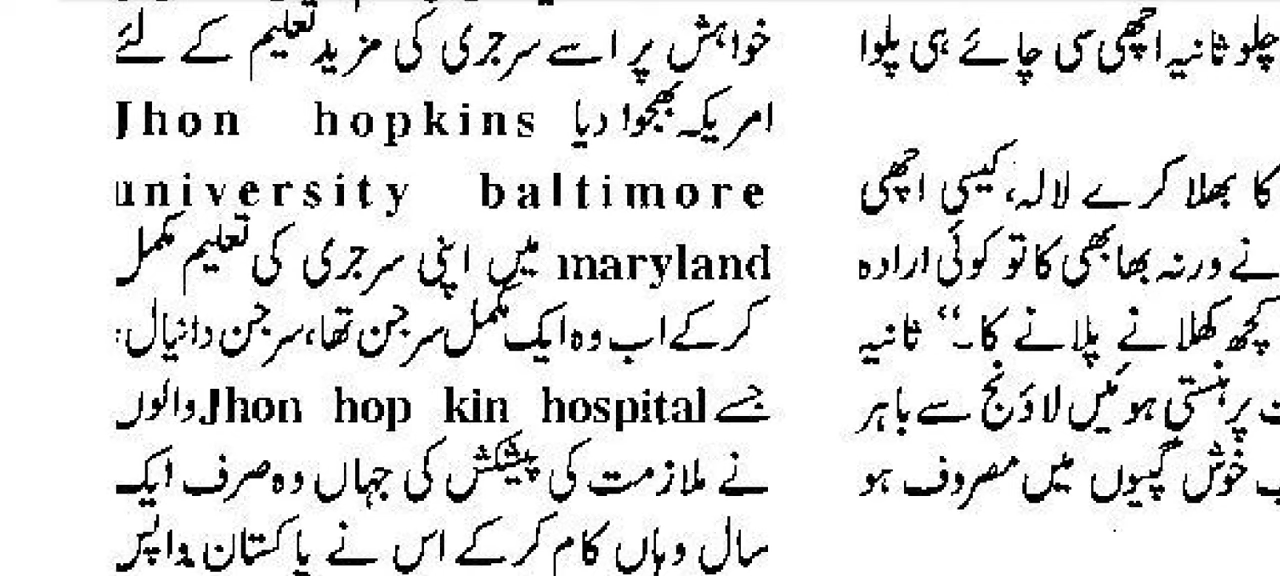 چلو ثانیہ اچھی سی چائے ہی پلوا
کا بھلا کرے لالہ، کیسی اچھی
نے ورنہ بھابھی کا تو کوئی ارادہ
کچھ کھلانے پلانے کا۔“ ثانیہ
پر ہنستی ہوئیں لاؤنج سے باہر
خوش گپیوں میں مصروف ہو
خواہش پر اسے سرجری کی مزید تعلیم کے لئے
امریکہ بھجوا دیا Jhon hopkins
university baltimore
maryland میں اپنی سرجری کی تعلیم مکمل
کرکے اب وہ ایک مکمل سرجن تھا، سرجن دانیال
جسے Jhon hop kin hospital والوں
نے ملازمت کی پیشکش کی جہاں وہ صرف ایک
سال وہاں کام کرکے اس نے پاکستان واپس